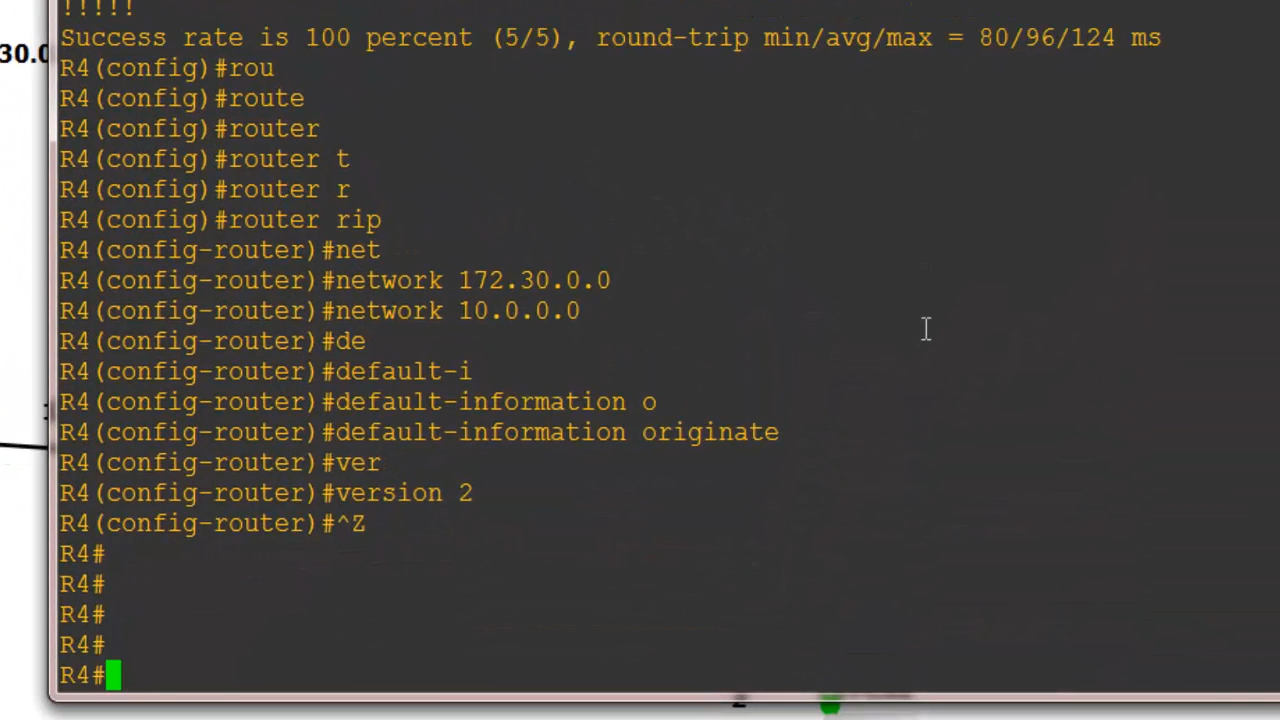 !!!!!
30.0
Success rate is 100 percent (5/5), round-trip min/avg/max = 80/96/124 ms
R4(config)#rou
R4(config)#route
R4(config)#router
R4(config)#router t
R4(config)#router r
R4(config)#router rip
R4(config-router)#net
R4(config-router)#network 172.30.0.0
R4(config-router)#network 10.0.0.0
R4(config-router)#de
R4(config-router)#default-i
R4(config-router)#default-information o
R4(config-router)#default-information originate
R4(config-router)#ver
R4(config-router)#version 2
R4(config-router)#^Z
R4#
R4#
R4#
R4#
R4#